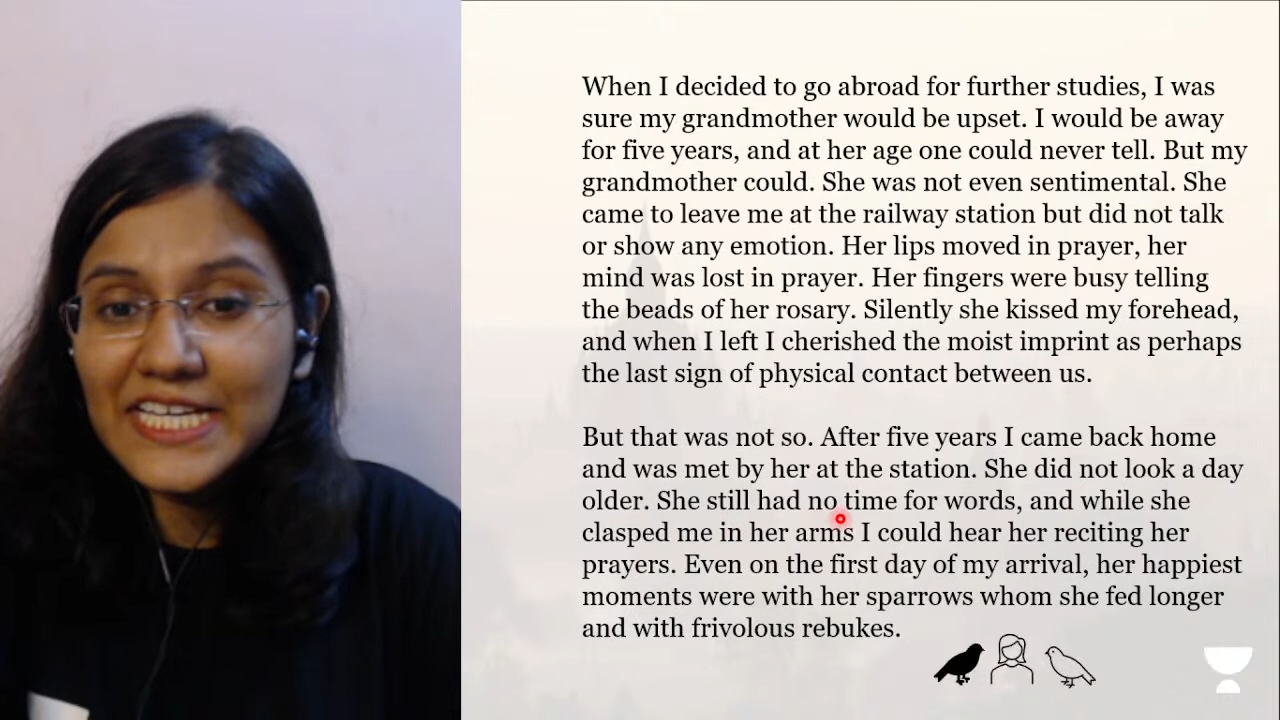 When I decided to go abroad for further studies, I was
sure my grandmother would be upset. I would be away
for five years, and at her age one could never tell. But my
grandmother could. She was not even sentimental. She
came to leave me at the railway station but did not talk
or show any emotion. Her lips moved in prayer, her
mind was lost in prayer. Her fingers were busy telling
the beads of her rosary. Silently she kissed my forehead,
and when I left I cherished the moist imprint as perhaps
the last sign of physical contact between us.
But that was not so. After five years I came back home
and was met by her at the station. She did not look a day
older. She still had no time for words, and while she
clasped me in her arms I could hear her reciting her
prayers. Even on the first day of my arrival, her happiest
moments were with her sparrows whom she fed longer
and with frivolous rebukes.